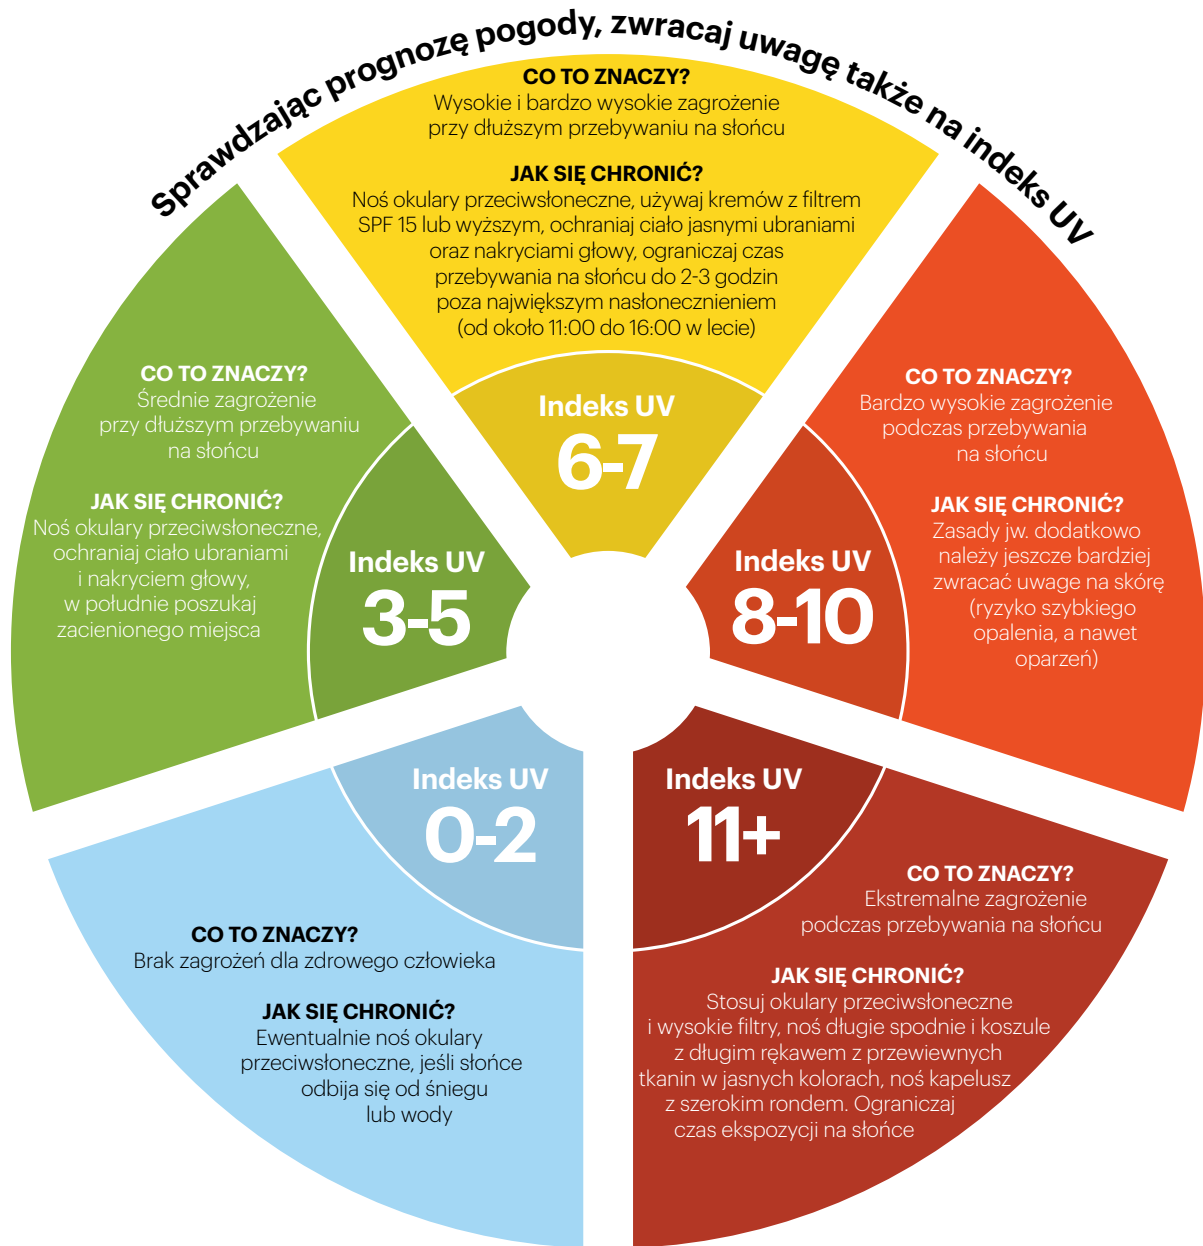 Sprawdzając prognozę pogody, zwracaj uwagę także na indeks UV
CO TO ZNACZY?
Wysokie i bardzo wysokie zagrożenie
przy dłuższym przebywaniu na słońcu
JAK SIĘ CHRONIĆ?
Noś okulary przeciwsłoneczne, używaj kremów z filtrem
SPF 15 lub wyższym, ochraniaj ciało jasnymi ubraniami
oraz nakryciami głowy, ograniczaj czas
przebywania na słońcu do 2-3 godzin
poza największym nasłonecznieniem
(od około 11:00 do 16:00 w lecie)
Indeks UV
6-7
CO TO ZNACZY?
Średnie zagrożenie
przy dłuższym przebywaniu
na słońcu
JAK SIĘ CHRONIĆ?
Noś okulary przeciwsłoneczne,
ochraniaj ciało ubraniami
i nakryciem głowy,
w południe poszukaj
zacienionego miejsca
Indeks UV
3-5
CO TO ZNACZY?
Bardzo wysokie zagrożenie
podczas przebywania
na słońcu
JAK SIĘ CHRONIĆ?
Zasady jw. dodatkowo
należy jeszcze bardziej
zwracać uwagę na skórę
(ryzyko szybkiego
opalenia, a nawet
oparzeń)
Indeks UV
8-10
Indeks UV
0-2
CO TO ZNACZY?
Brak zagrożeń dla zdrowego człowieka
JAK SIĘ CHRONIĆ?
Ewentualnie noś okulary
przeciwsłoneczne, jeśli słońce
odbija się od śniegu
lub wody
Indeks UV
11+
CO TO ZNACZY?
Ekstremalne zagrożenie
podczas przebywania na słońcu
JAK SIĘ CHRONIĆ?
Stosuj okulary przeciwsłoneczne
i wysokie filtry, noś długie spodnie i koszule
z długim rękawem z przewiewnych
tkanin w jasnych kolorach, noś kapelusz
z szerokim rondem. Ograniczaj
czas ekspozycji na słońce